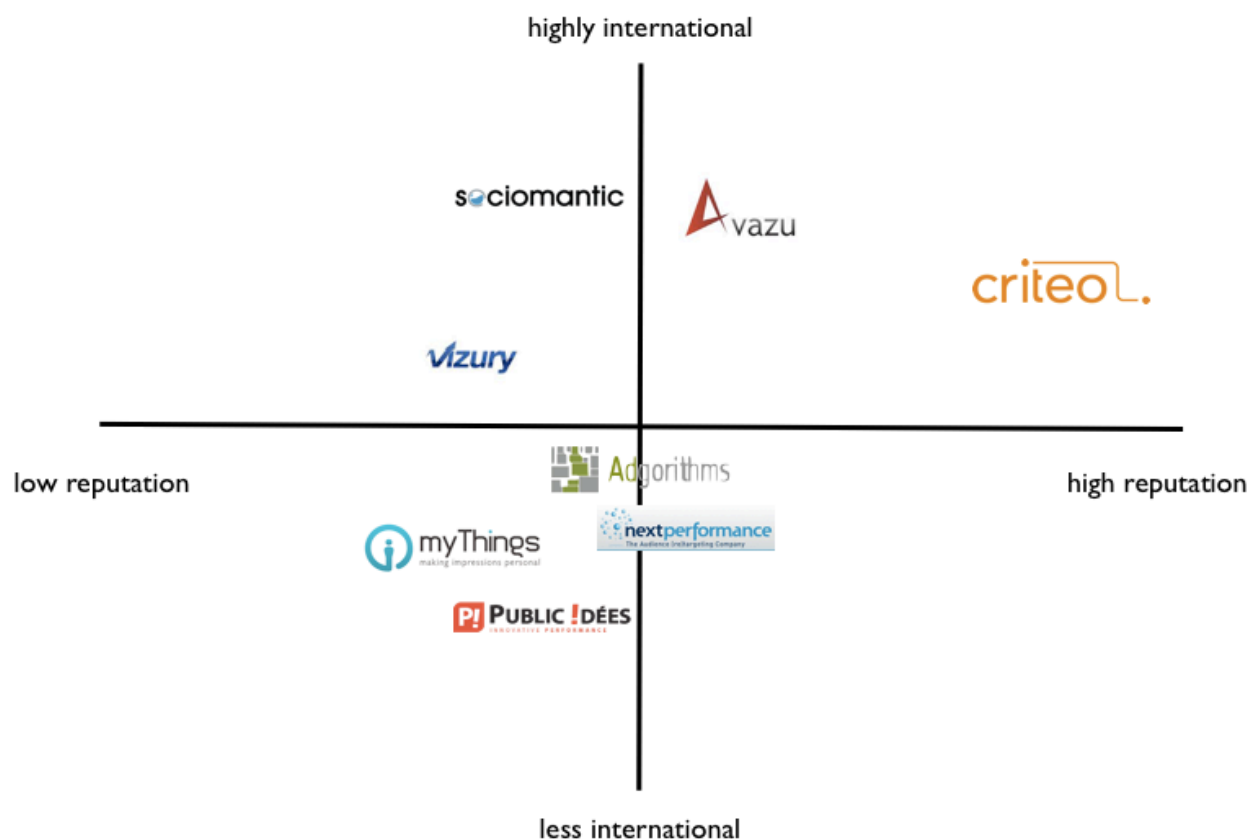 highly international
sociomantic
Avazu
criteo
Vizury
low reputation
Adgorithms
high reputation
nextperformance
The Audience (re)targeting Company
myThings
making impressions personal
P! PUBLIC !DÉES
INNOVATIVE PERFORMANCE
less international